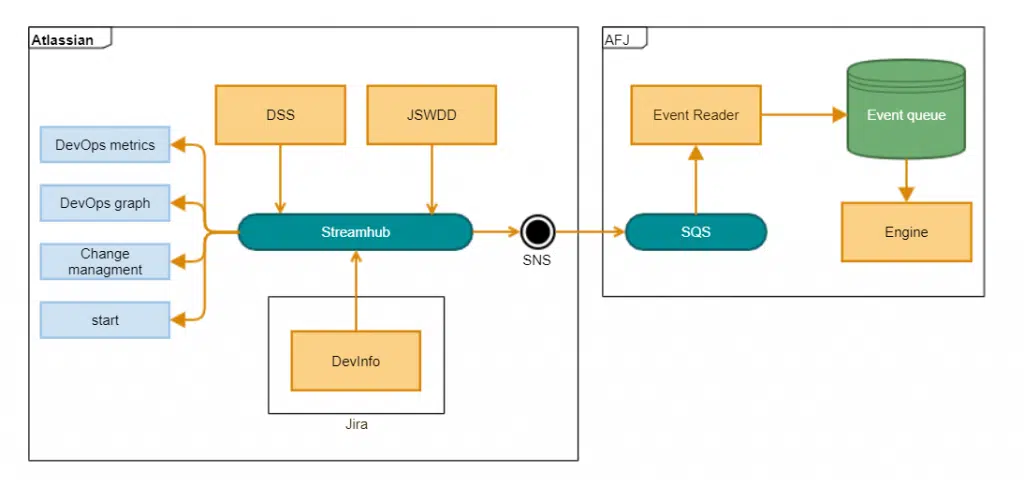 Atlassian
AFJ
DSS
JSWDD
Event Reader
Event queue
DevOps metrics
DevOps graph
Streamhub
SNS
SQS
Engine
Change
managment
start
DevInfo
Jira